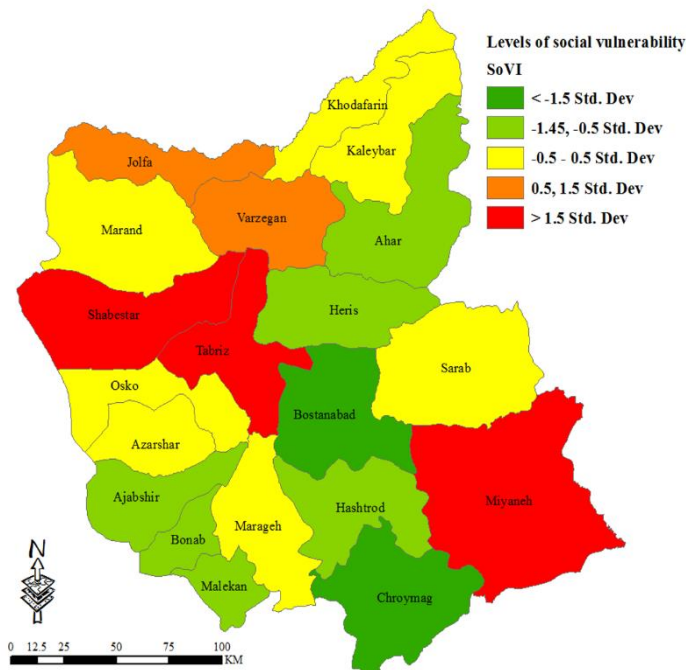 Levels of social vulnerability
SoVI
< -1.5 Std. Dev
-1.45, -0.5 Std. Dev
-0.5 - 0.5 Std. Dev
0.5, 1.5 Std. Dev
> 1.5 Std. Dev
Khodafarin
Kaleybar
Jolfa
Varzegan
Marand
Ahar
Heris
Shabestar
Tabriz
Sarab
Osko
Bostanabad
Azarshar
Ajabshir
Miyaneh
Hashtrod
Marageh
Bonab
Malekan
Chroymag
N
0 12.5 25 50 75 100
KM